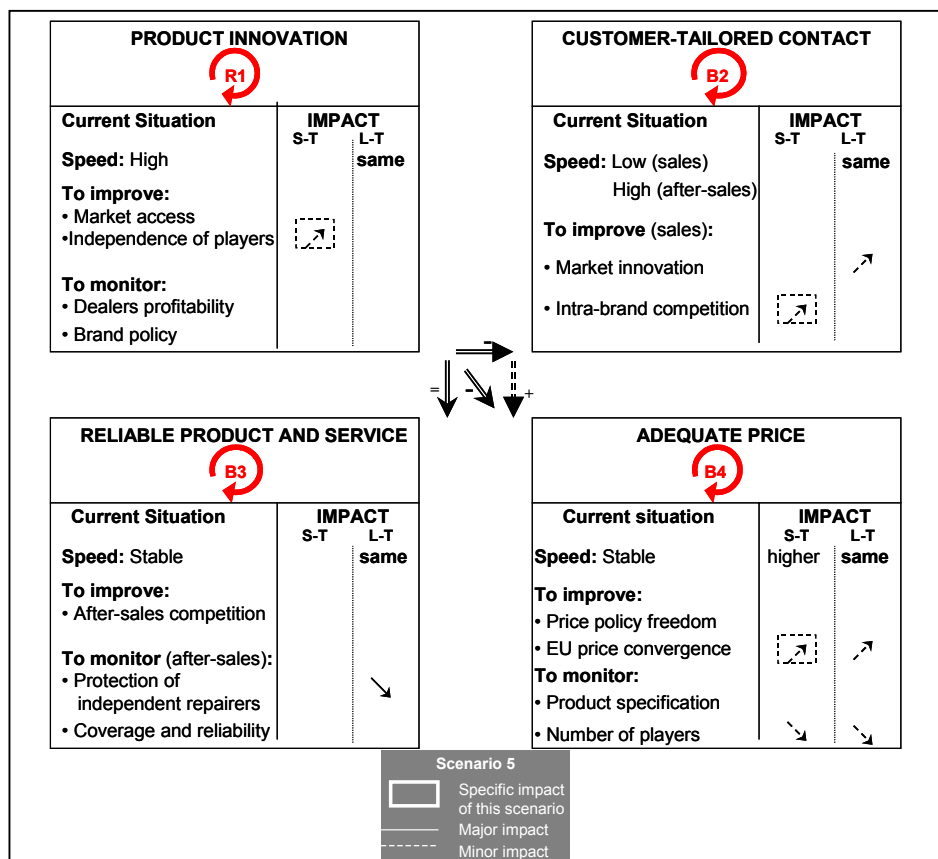 PRODUCT INNOVATION
R1
Current Situation
IMPACT
S-T L-T
Speed: High
same
To improve:
• Market access
•Independence of players
To monitor:
• Dealers profitability
• Brand policy
CUSTOMER-TAILORED CONTACT
B2
Current Situation
IMPACT
S-T L-T
Speed: Low (sales)
High (after-sales)
same
To improve (sales):
• Market innovation
• Intra-brand competition
-
= - +
RELIABLE PRODUCT AND SERVICE
B3
Current Situation
IMPACT
S-T L-T
Speed: Stable
same
To improve:
• After-sales competition
To monitor (after-sales):
• Protection of
independent repairers
• Coverage and reliability
ADEQUATE PRICE
B4
Current situation
IMPACT
S-T L-T
Speed: Stable
higher same
To improve:
• Price policy freedom
• EU price convergence
To monitor:
• Product specification
• Number of players
Scenario 5
Specific impact
of this scenario
Major impact
Minor impact